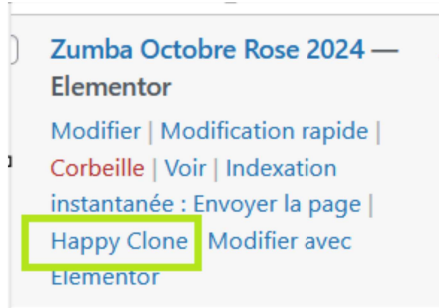 Zumba Octobre Rose 2024 —
Elementor
Modifier | Modification rapide |
Corbeille | Voir | Indexation
instantanée : Envoyer la page |
Happy Clone | Modifier avec
Elementor